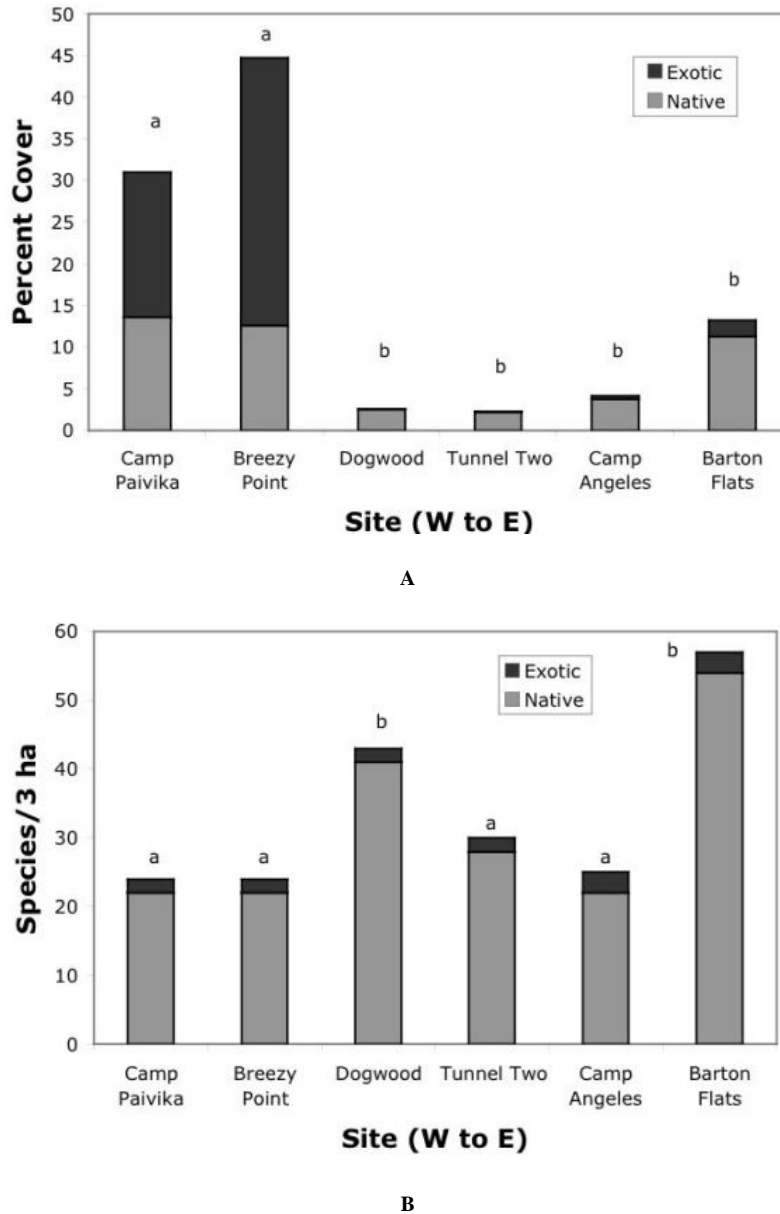 50
45
40
35
30
25
20
15
10
5
0
Percent Cover
a
a
b
b
b
b
Exotic
Native
Camp Paivika
Breezy Point
Dogwood
Tunnel Two
Camp Angeles
Barton Flats
Site (W to E)
A
60
50
40
30
20
10
0
Species/3 ha
a
a
b
a
a
b
Exotic
Native
Camp Paivika
Breezy Point
Dogwood
Tunnel Two
Camp Angeles
Barton Flats
Site (W to E)
B